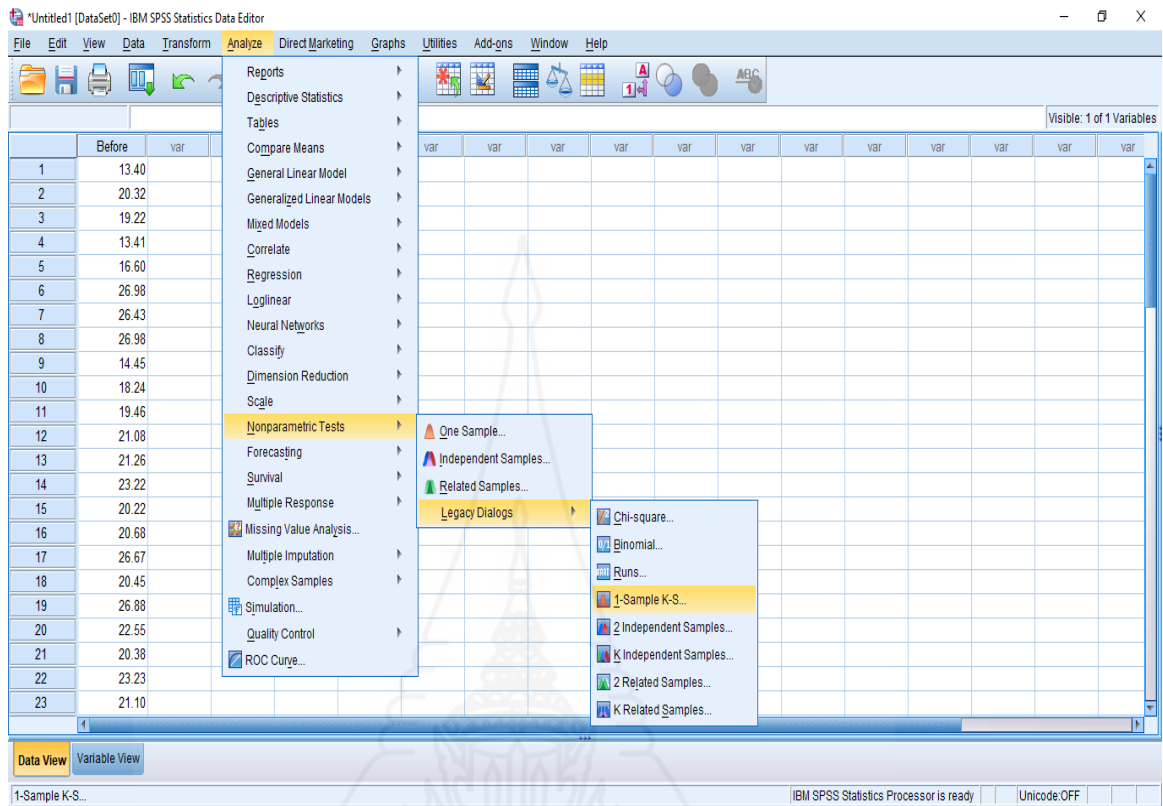 *Untitled1 [DataSet0] - IBM SPSS Statistics Data Editor
File Edit View Data Transform Analyze Direct Marketing Graphs Utilities Add-ons Window Help
Visible: 1 of 1 Variables
Before var var var var var var var var var var var var var
1 13.40
2 20.32
3 19.22
4 13.41
5 16.60
6 26.98
7 26.43
8 26.98
9 14.45
10 18.24
11 19.46
12 21.08
13 21.26
14 23.22
15 20.22
16 20.68
17 26.67
18 20.45
19 26.88
20 22.55
21 20.38
22 23.23
23 21.10
Reports
Descriptive Statistics
Tables
Compare Means
General Linear Model
Generalized Linear Models
Mixed Models
Correlate
Regression
Loglinear
Neural Networks
Classify
Dimension Reduction
Scale
Nonparametric Tests
Forecasting
Survival
Multiple Response
Missing Value Analysis...
Multiple Imputation
Complex Samples
Simulation...
Quality Control
ROC Curve...
One Sample...
Independent Samples...
Related Samples...
Legacy Dialogs
Chi-square...
Binomial...
Runs...
1-Sample K-S...
2 Independent Samples...
K Independent Samples...
2 Related Samples...
K Related Samples...
Data View Variable View
1-Sample K-S... IBM SPSS Statistics Processor is ready Unicode:OFF